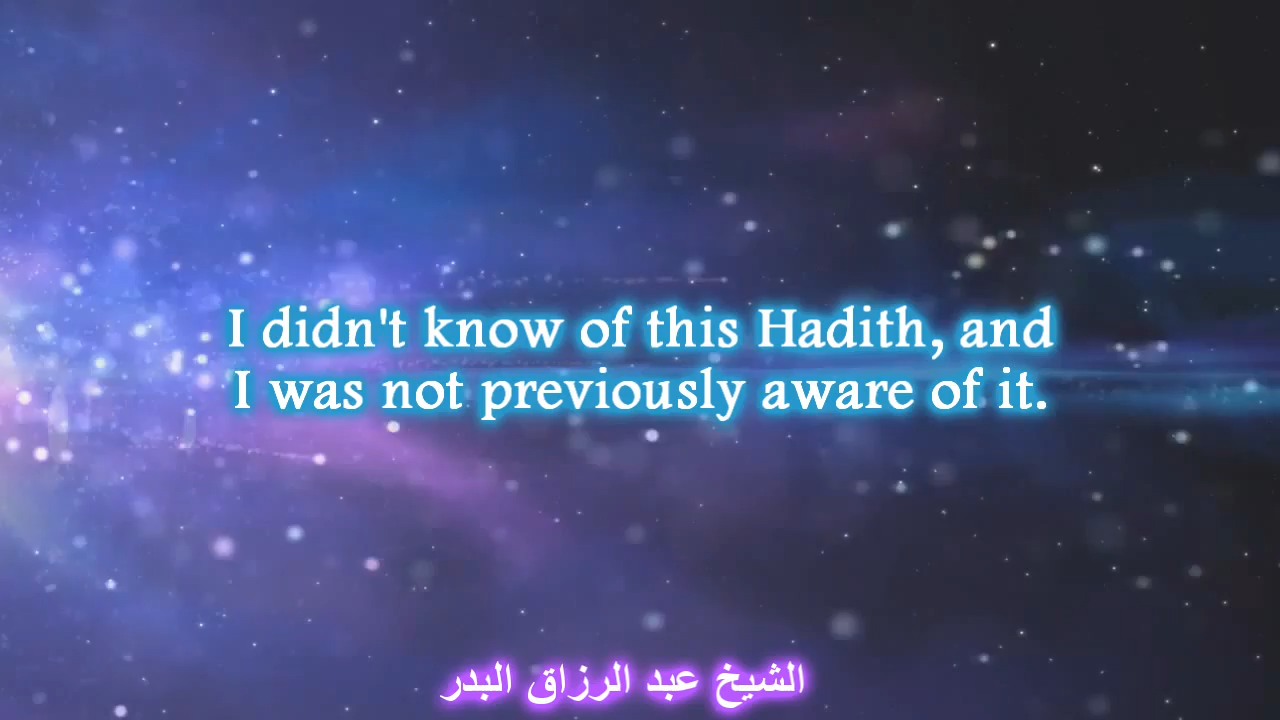 I didn't know of this Hadith, and
I was not previously aware of it.
الشيخ عبد الرزاق البدر